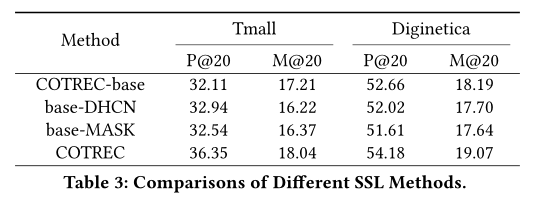 Method Tmall Diginetica
P@20 M@20 P@20 M@20
COTREC-base 32.11 17.21 52.66 18.19
base-DHCN 32.94 16.22 52.02 17.70
base-MASK 32.54 16.37 51.61 17.64
COTREC 36.35 18.04 54.18 19.07
Table 3: Comparisons of Different SSL Methods.